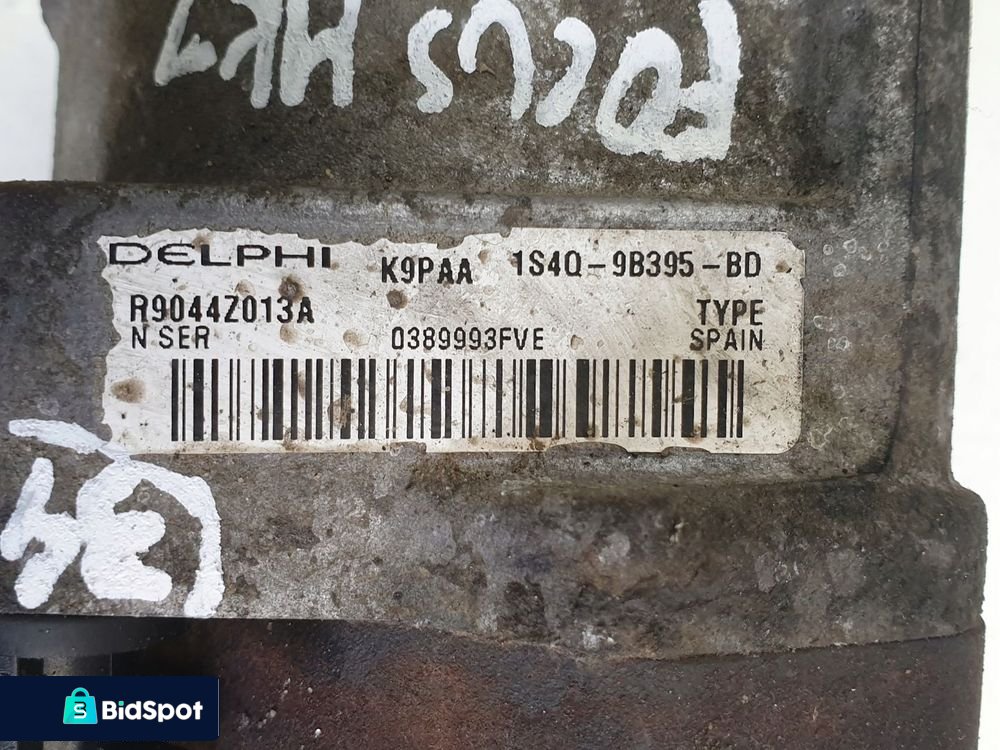 FOCUS MK1
DELPHI K9PAA 1S4Q-9B395-BD
R9044Z013A TYPE
N SER 0389993FVE SPAIN
BidSpot